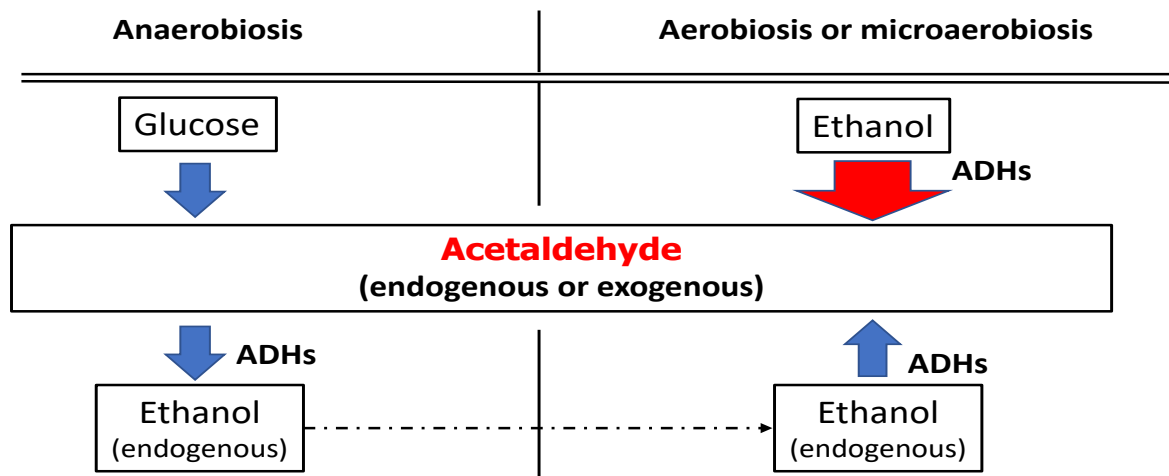 Anaerobiosis
Aerobiosis or microaerobiosis
Glucose
Ethanol
ADHs
Acetaldehyde
(endogenous or exogenous)
ADHs
ADHs
Ethanol
(endogenous)
Ethanol
(endogenous)